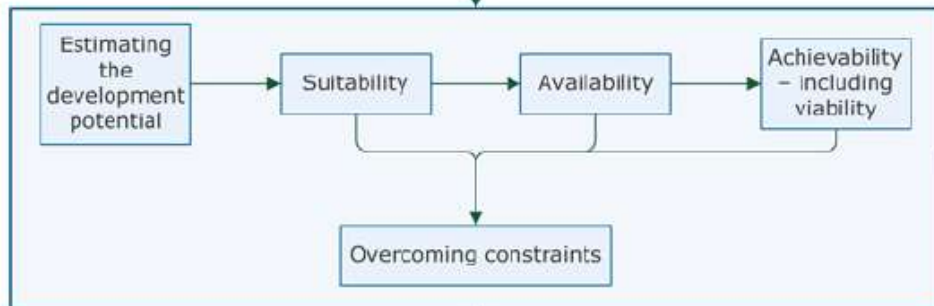 Estimating
the
development
potential
Suitability
Availability
Achievability
– including
viability
Overcoming constraints